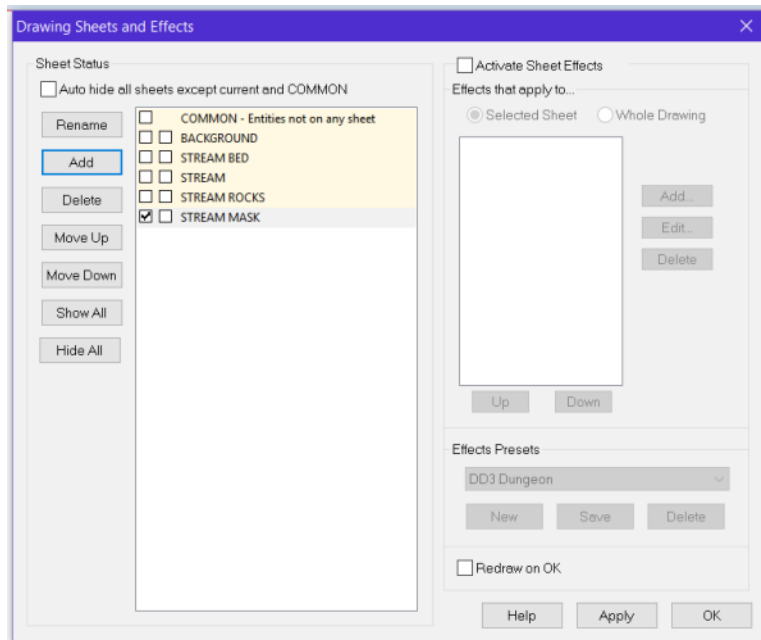 Drawing Sheets and Effects
Sheet Status
Auto hide all sheets except current and COMMON
Rename
Add
Delete
Move Up
Move Down
Show All
Hide All
COMMON - Entities not on any sheet
BACKGROUND
STREAM BED
STREAM
STREAM ROCKS
STREAM MASK
Activate Sheet Effects
Effects that apply to...
Selected Sheet Whole Drawing
Add...
Edit...
Delete
Up Down
Effects Presets
DD3 Dungeon
New Save Delete
Redraw on OK
Help Apply OK